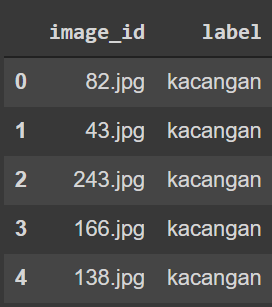 image_id label
0 82.jpg kacangan
1 43.jpg kacangan
2 243.jpg kacangan
3 166.jpg kacangan
4 138.jpg kacangan